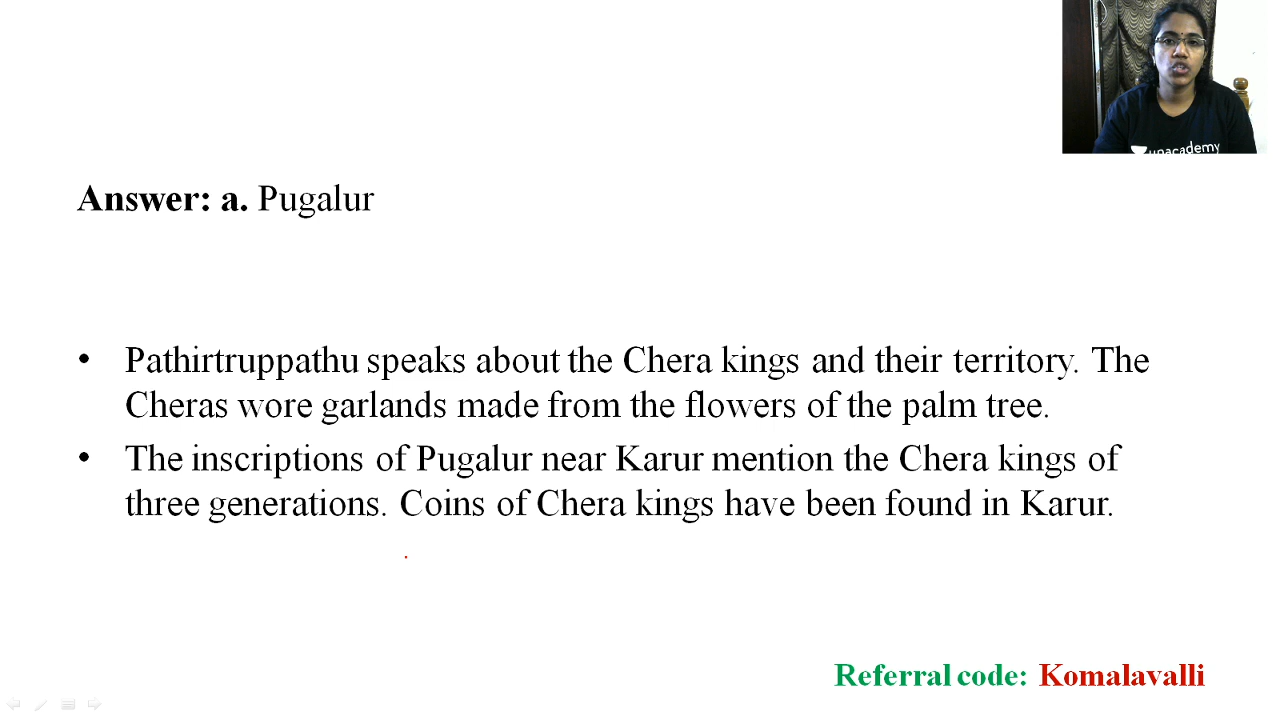 unacademy
Answer: a. Pugalur
• Pathirtruppathu speaks about the Chera kings and their territory. The
Cheras wore garlands made from the flowers of the palm tree.
• The inscriptions of Pugalur near Karur mention the Chera kings of
three generations. Coins of Chera kings have been found in Karur.
Referral code: Komalavalli